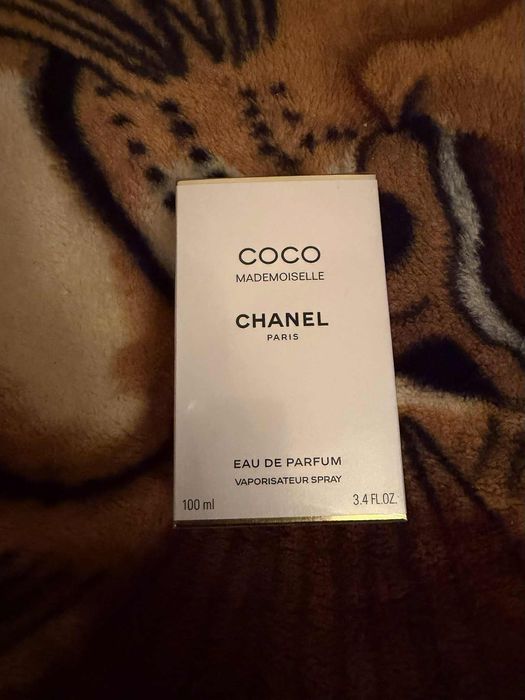 COCO
MADEMOISELLE
CHANEL
PARIS
EAU DE PARFUM
VAPORISATEUR SPRAY
100 ml 3.4 FL.OZ.